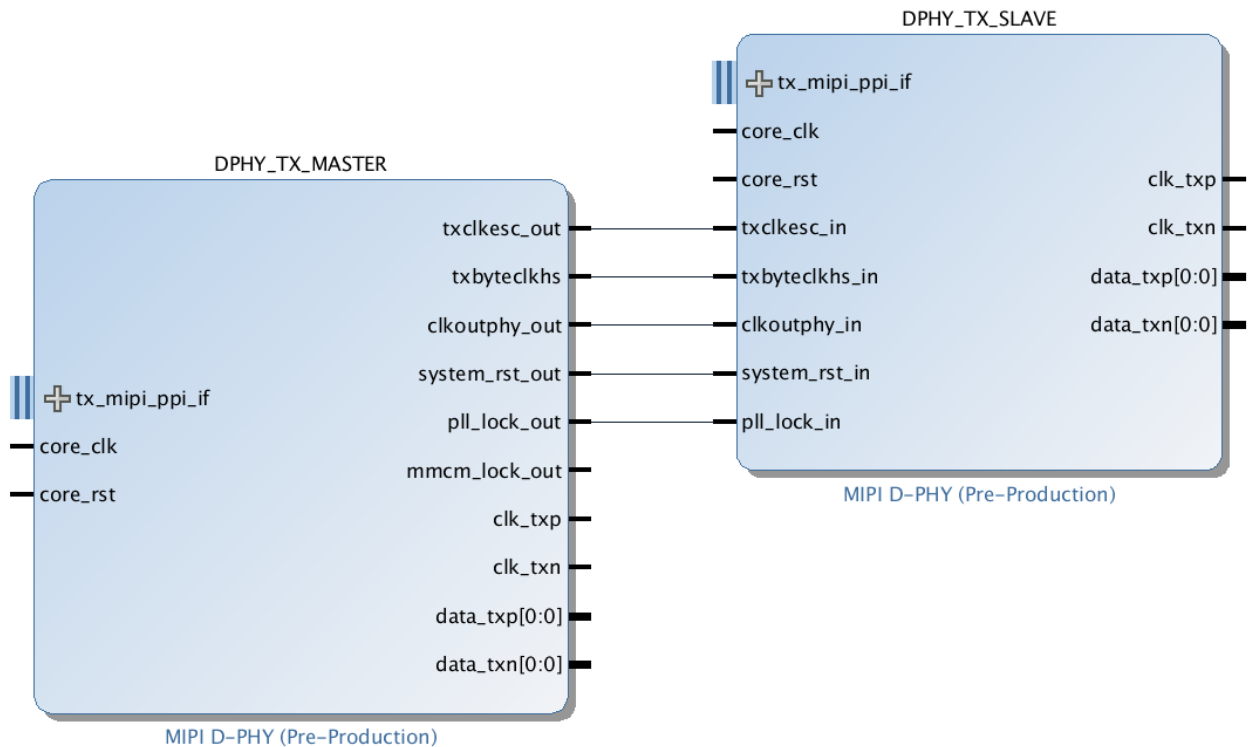 DPHY_TX_MASTER
tx_mipi_ppi_if
core_clk
core_rst
txclkesc_out
txbyteclkhs
clkoutphy_out
system_rst_out
pll_lock_out
mmcm_lock_out
clk_txp
clk_txn
data_txp[0:0]
data_txn[0:0]
MIPI D-PHY (Pre-Production)
DPHY_TX_SLAVE
tx_mipi_ppi_if
core_clk
core_rst
txclkesc_in
txbyteclkhs_in
clkoutphy_in
system_rst_in
pll_lock_in
clk_txp
clk_txn
data_txp[0:0]
data_txn[0:0]
MIPI D-PHY (Pre-Production)